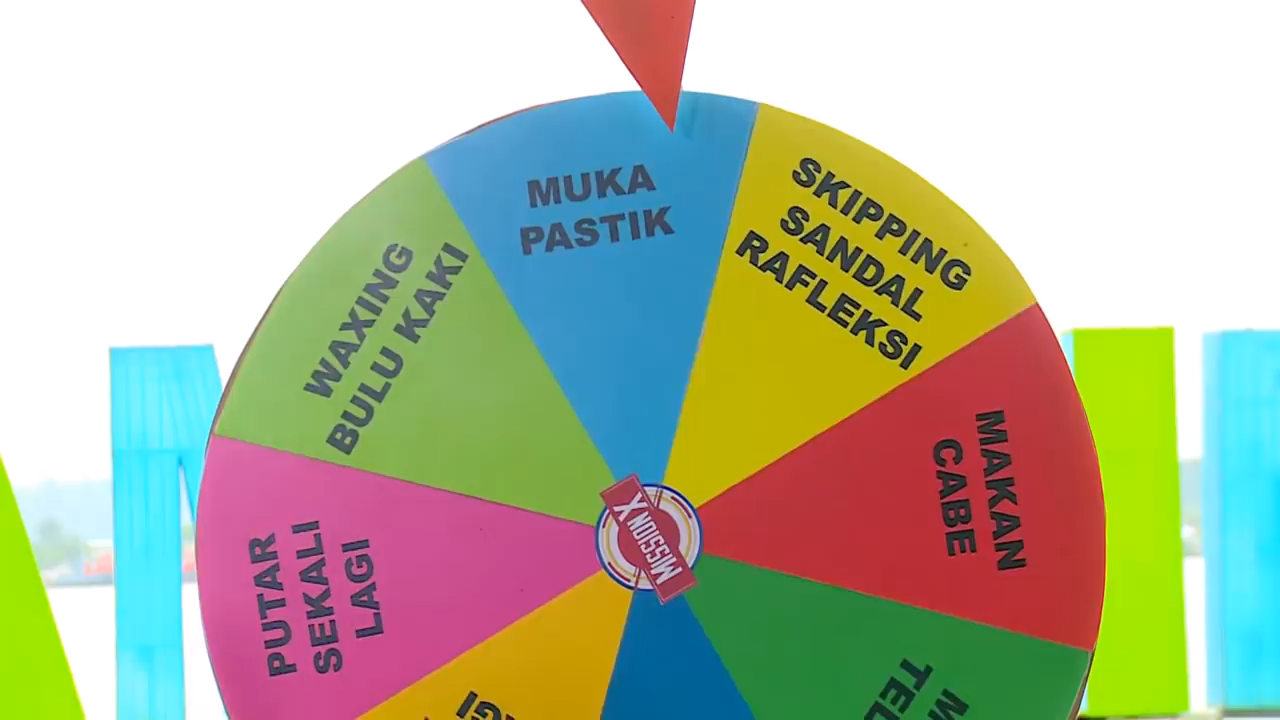 MUKA
PASTIK
SKIPPING
SANDAL
RAFLEKSI
MAKAN
CABE
WAXING
BULU KAKI
PUTAR
SEKALI
LAGI
MISSION X